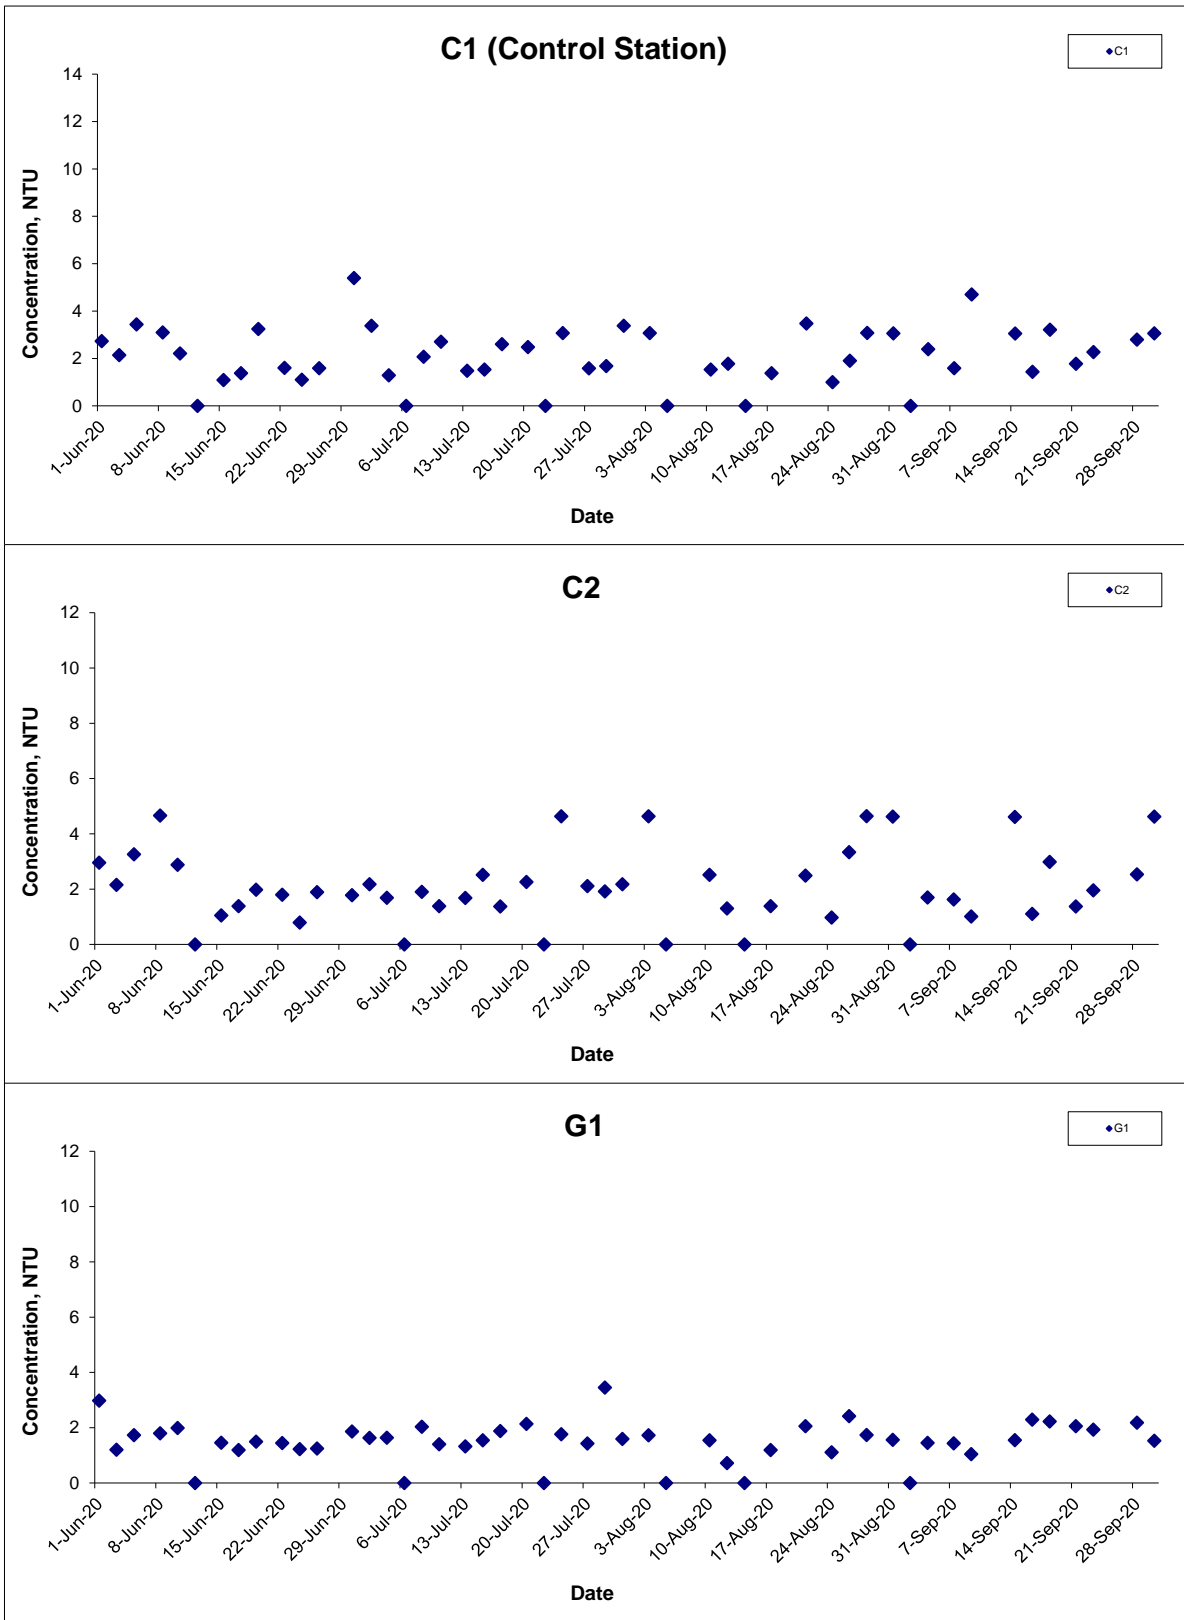 C1 (Control Station)
C1
14
12
10
8
6
4
2
0
Concentration, NTU
1-Jun-20
8-Jun-20
15-Jun-20
22-Jun-20
29-Jun-20
6-Jul-20
13-Jul-20
20-Jul-20
27-Jul-20
3-Aug-20
10-Aug-20
17-Aug-20
24-Aug-20
31-Aug-20
7-Sep-20
14-Sep-20
21-Sep-20
28-Sep-20
Date
C2
C2
12
10
8
6
4
2
0
Concentration, NTU
1-Jun-20
8-Jun-20
15-Jun-20
22-Jun-20
29-Jun-20
6-Jul-20
13-Jul-20
20-Jul-20
27-Jul-20
3-Aug-20
10-Aug-20
17-Aug-20
24-Aug-20
31-Aug-20
7-Sep-20
14-Sep-20
21-Sep-20
28-Sep-20
Date
G1
G1
12
10
8
6
4
2
0
Concentration, NTU
1-Jun-20
8-Jun-20
15-Jun-20
22-Jun-20
29-Jun-20
6-Jul-20
13-Jul-20
20-Jul-20
27-Jul-20
3-Aug-20
10-Aug-20
17-Aug-20
24-Aug-20
31-Aug-20
7-Sep-20
14-Sep-20
21-Sep-20
28-Sep-20
Date